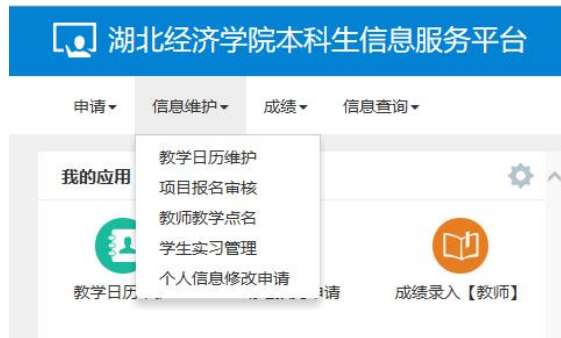 湖北经济学院本科生信息服务平台
申请 信息维护 成绩 信息查询
教学日历维护
我的应用
项目报名审核
教师教学点名
学生实习管理
个人信息修改申请
教学日历 请 成绩录入【教师】